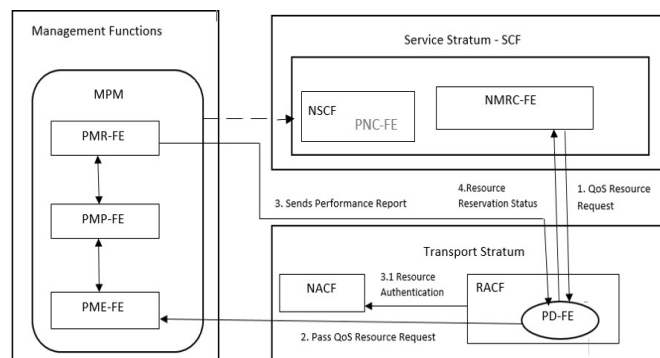 Management Functions
MPM
PMR-FE
PMP-FE
PME-FE
Service Stratum - SCF
NSCF
PNC-FE
NMRC-FE
3. Sends Performance Report
4.Resource
Reservation Status
1. QoS Resource
Request
Transport Stratum
NACF
3.1 Resource
Authentication
RACF
PD-FE
2. Pass QoS Resource Request